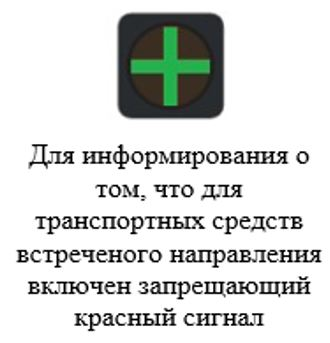 Для информирования о
том, что для
транспортных средств
встреченого направления
включен запрещающий
красный сигнал